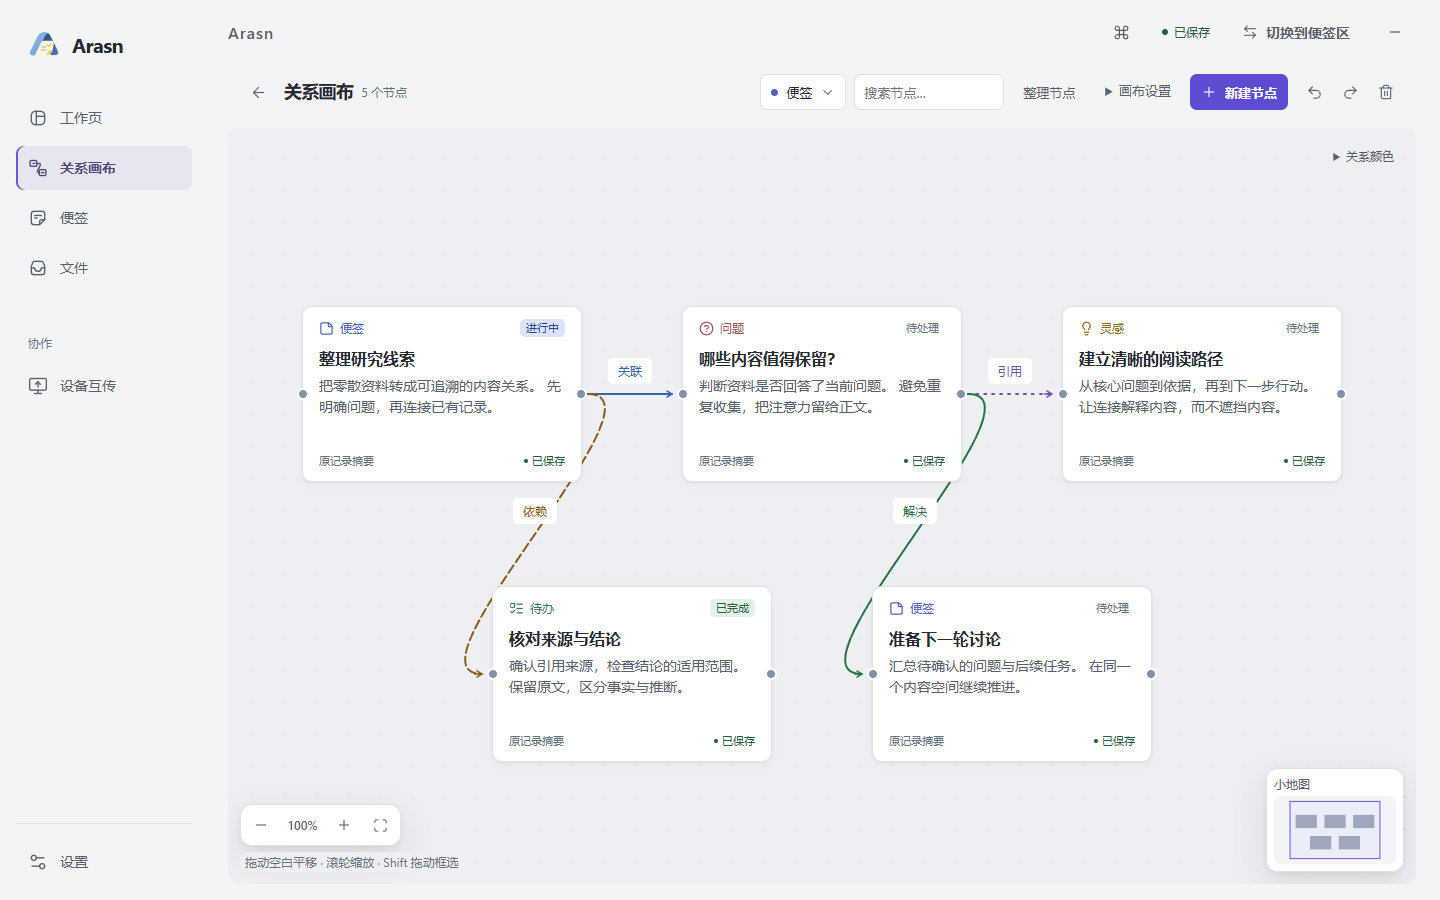 Arasn
工作页
关系画布
便签
文件
协作
设备互传
设置
Arasn
已保存
切换到便签区
关系画布
5 个节点
便签
搜索节点...
整理节点
画布设置
新建节点
关系颜色
便签
进行中
整理研究线索
把零散资料转成可追溯的内容关系。 先
明确问题，再连接已有记录。
原记录摘要
已保存
关联
问题
待处理
哪些内容值得保留？
判断资料是否回答了当前问题。 避免重
复收集，把注意力留给正文。
原记录摘要
已保存
引用
灵感
待处理
建立清晰的阅读路径
从核心问题到依据，再到下一步行动。
让连接解释内容，而不遮挡内容。
原记录摘要
已保存
依赖
解决
待办
已完成
核对来源与结论
确认引用来源，检查结论的适用范围。
保留原文，区分事实与推断。
原记录摘要
已保存
便签
待处理
准备下一轮讨论
汇总待确认的问题与后续任务。 在同一
个内容空间继续推进。
原记录摘要
已保存
100%
拖动空白平移 · 滚轮缩放 · Shift 拖动框选
小地图